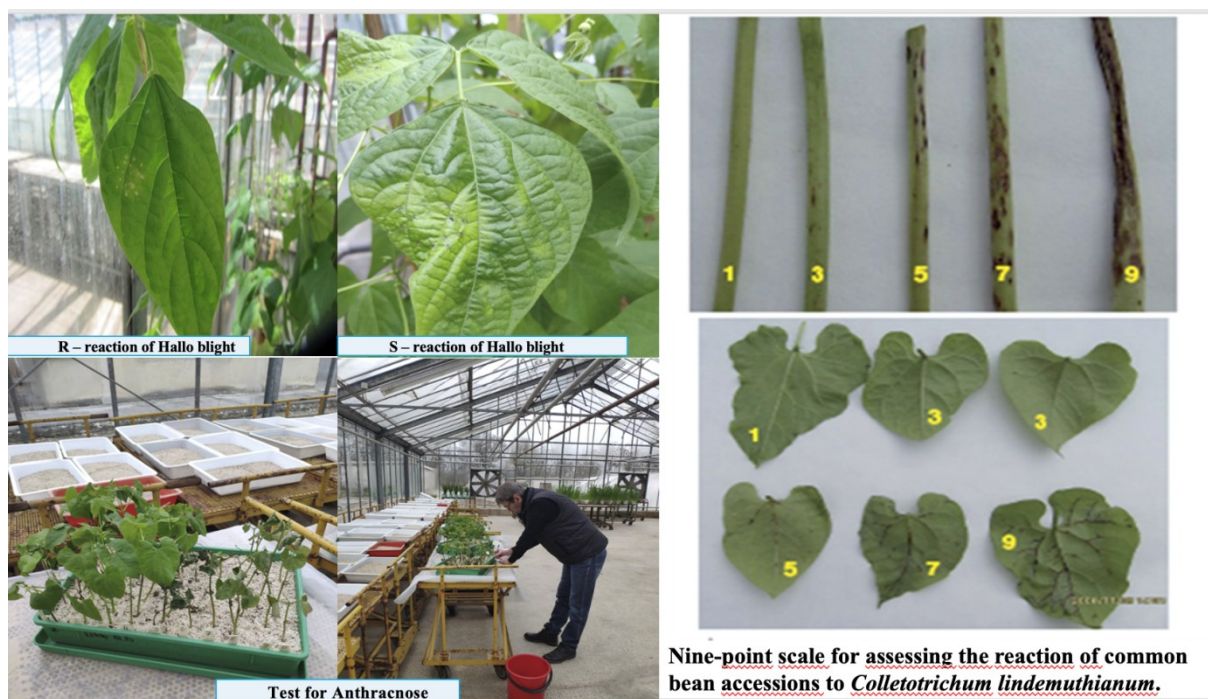 R – reaction of Hallo blight
S – reaction of Hallo blight
Test for Anthracnose
1
3
5
7
9
1
3
3
5
7
9
Nine-point scale for assessing the reaction of common
bean accessions to Colletotrichum lindemuthianum.